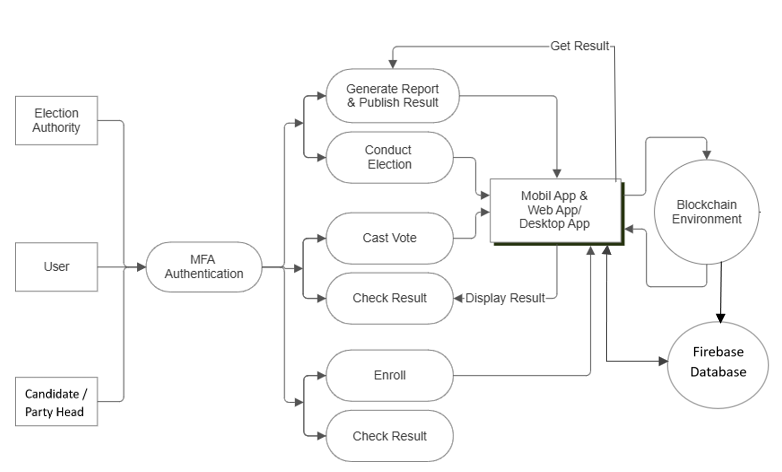 Get Result
Generate Report
& Publish Result
Election
Authority
Conduct
Election
Mobil App &
Web App/
Desktop App
Blockchain
Environment
Cast Vote
User
MFA
Authentication
Check Result
Display Result
Firebase
Database
Enroll
Candidate /
Party Head
Check Result